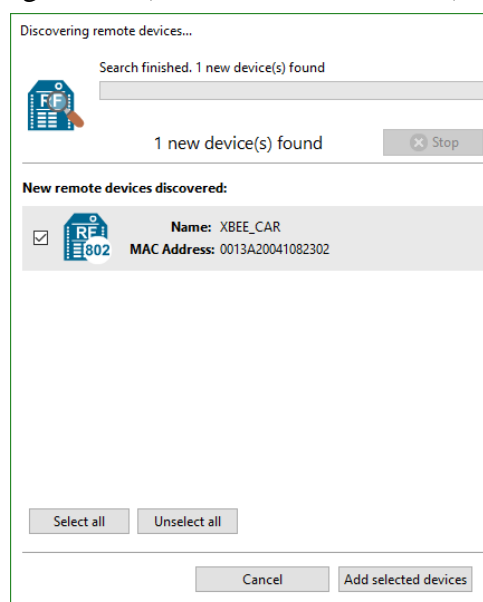 Discovering remote devices...
Search finished. 1 new device(s) found
1 new device(s) found
Stop
New remote devices discovered:
RF
802
Name: XBEE_CAR
MAC Address: 0013A20041082302
Select all
Unselect all
Cancel
Add selected devices